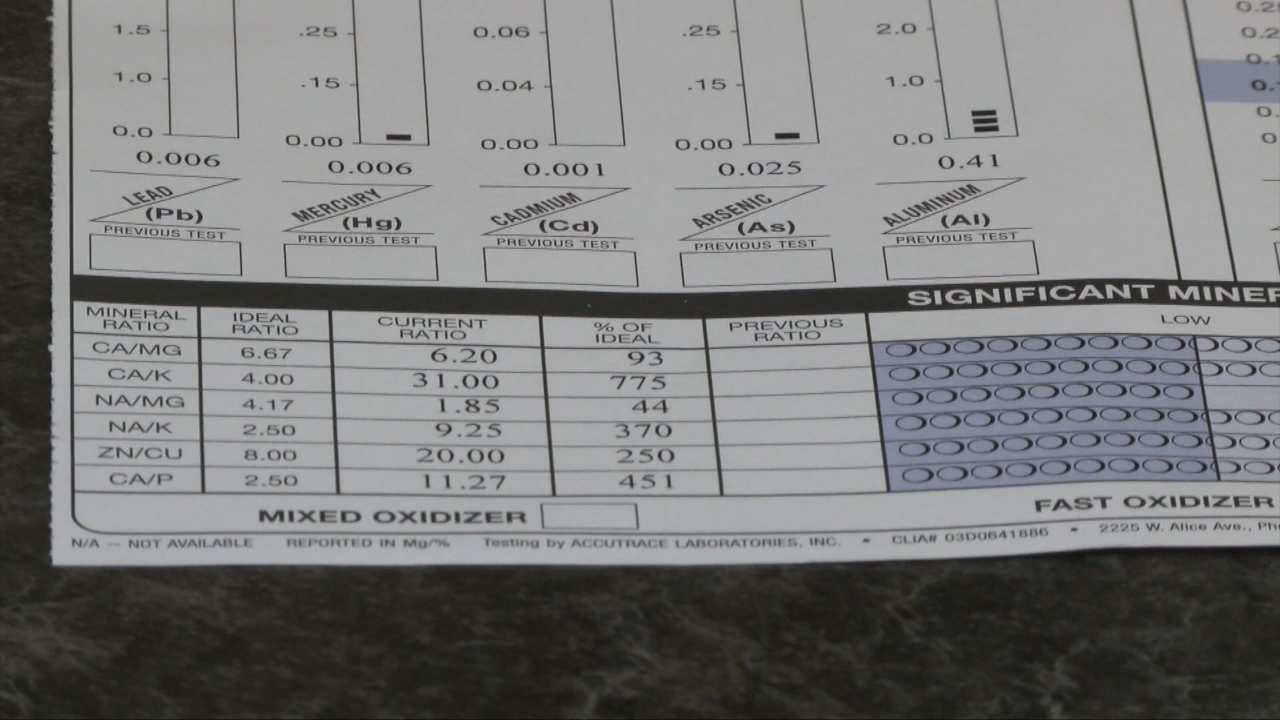 1.5 .25 0.06 .25 2.0
1.0 .15 0.04 .15 1.0
0.0 0.00 0.00 0.00 0.0
0.006 0.006 0.001 0.025 0.41
LEAD MERCURY CADMIUM ARSENIC ALUMINUM
(Pb) (Hg) (Cd) (As) (Al)
PREVIOUS TEST PREVIOUS TEST PREVIOUS TEST PREVIOUS TEST PREVIOUS TEST
SIGNIFICANT MINER
MINERAL RATIO IDEAL RATIO CURRENT RATIO % OF IDEAL PREVIOUS RATIO LOW
CA/MG 6.67 6.20 93
CA/K 4.00 31.00 775
NA/MG 4.17 1.85 44
NA/K 2.50 9.25 370
ZN/CU 8.00 20.00 250
CA/P 2.50 11.27 451
MIXED OXIDIZER FAST OXIDIZER
N/A -- NOT AVAILABLE REPORTED IN Mg/% Testing by ACCUTRACE LABORATORIES, INC. • CLIA# 03D0641886 • 2225 W. Alice Ave., Ph